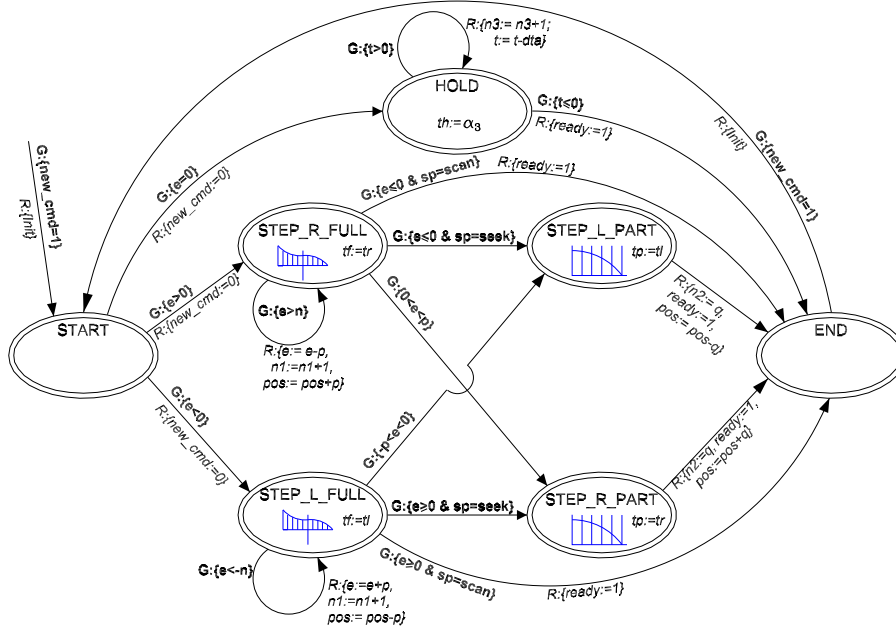 R:{n3:= n3+1;
t:= t-dta}
G:{t>0}
HOLD
th:= α₃
G:{t≤0}
R:{ready:=1}
G:{new_cmd=1}
R:{Init}
G:{new_cmd=1}
R:{Init}
G:{e=0}
R:{new_cmd:=0}
G:{e≤0 & sp=scan}
R:{ready:=1}
STEP_R_FULL
tf:=tr
G:{e≤0 & sp=seek}
STEP_L_PART
tp:=tl
G:{e>0}
R:{new_cmd:=0}
G:{e>n}
R:{e:= e-p,
n1:=n1+1,
pos:= pos+p}
G:{0<e<p}
R:{n2:= q,
ready:=1,
pos:= pos-q}
START
END
G:{e<0}
R:{new_cmd:=0}
G:{-p<e<0}
STEP_L_FULL
tf:=tl
G:{e≥0 & sp=seek}
STEP_R_PART
tp:=tr
R:{n2:=q, ready:=1,
pos:=pos+q}
G:{e<-n}
R:{e:=e+p,
n1:=n1+1,
pos:= pos-p}
G:{e≥0 & sp=scan}
R:{ready:=1}